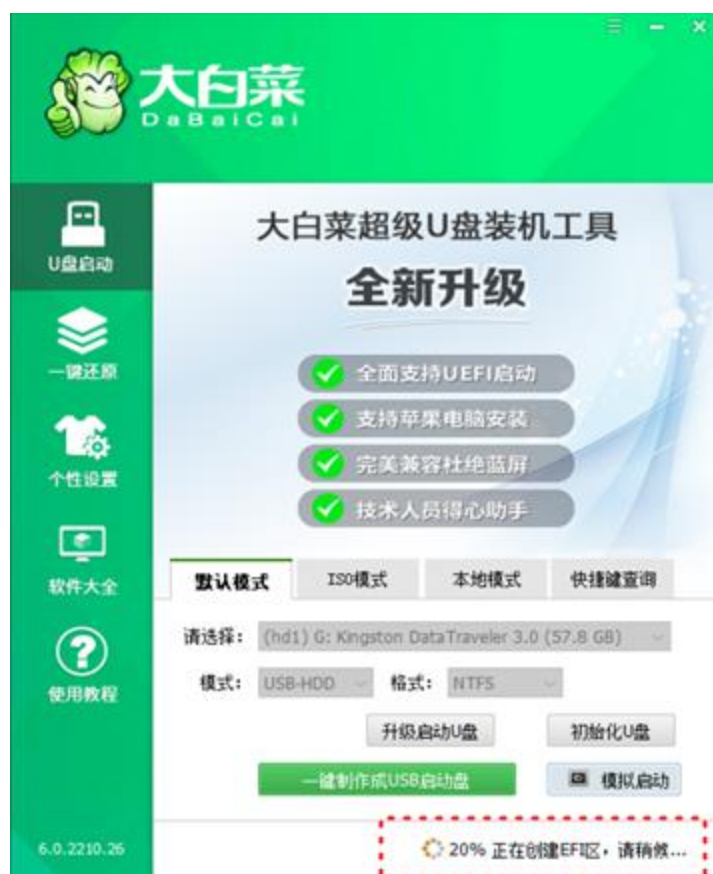 大白菜
DaBaiCai
U盘启动
一键还原
个性设置
软件大全
使用教程
6.0.2210.26
大白菜超级U盘装机工具
全新升级
全面支持UEFI启动
支持苹果电脑安装
完美兼容杜绝蓝屏
技术人员得心助手
默认模式 ISO模式 本地模式 快捷键查询
请选择: (hd1) G: Kingston DataTraveler 3.0 (57.8 GB)
模式: USB-HDD 格式: NTFS
升级启动U盘 初始化U盘
一键制作成USB启动盘 模拟启动
20% 正在创建EFI区，请稍候...